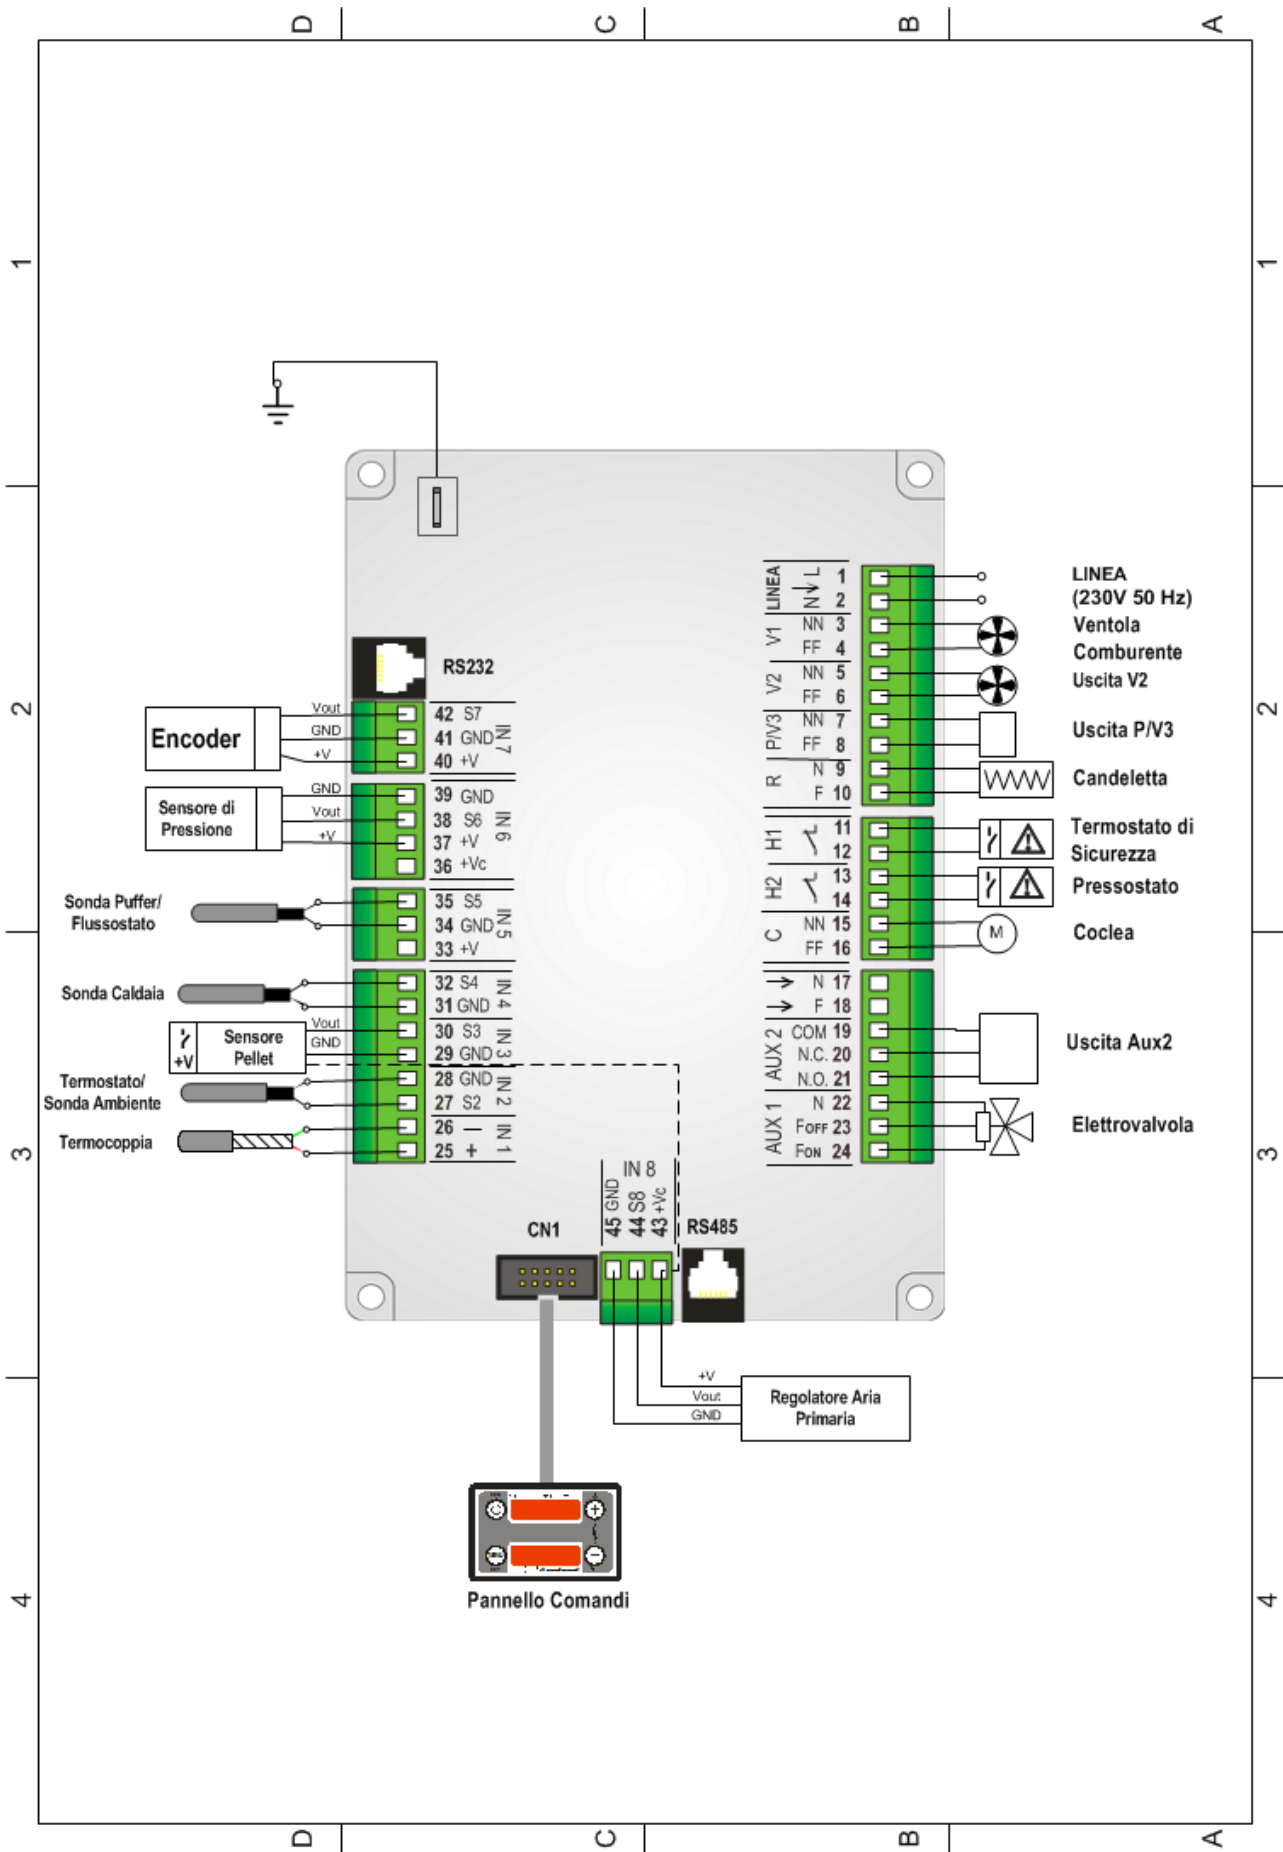 D C B A
1 1
2 2
3 3
4 4
D C B A
RS232
Encoder
Vout
GND
+V
42 S7
41 GND
40 +V
IN 7
Sensore di
Pressione
GND
Vout
+V
39 GND
38 S6
37 +V
36 +Vc
IN 6
Sonda Puffer/
Flussostato
35 S5
34 GND
33 +V
IN 5
Sonda Caldaia
32 S4
31 GND
IN 4
+V
Sensore
Pellet
Vout
GND
30 S3
29 GND
IN 3
Termostato/
Sonda Ambiente
28 GND
27 S2
IN 2
Termocoppia
26 —
25 +
IN 1
LINEA
L 1
N 2
LINEA
(230V 50 Hz)
V1
NN 3
FF 4
Ventola
Comburente
V2
NN 5
FF 6
Uscita V2
P/V3
NN 7
FF 8
Uscita P/V3
R
N 9
F 10
Candeletta
H1
11
12
Termostato di
Sicurezza
H2
13
14
Pressostato
C
NN 15
FF 16
M
Coclea
→ N 17
→ F 18
AUX 2
COM 19
N.C. 20
N.O. 21
Uscita Aux2
AUX 1
N 22
FOFF 23
FON 24
Elettrovalvola
IN 8
45 GND
44 S8
43 +Vc
CN1
RS485
+V
Vout
GND
Regolatore Aria
Primaria
Pannello Comandi